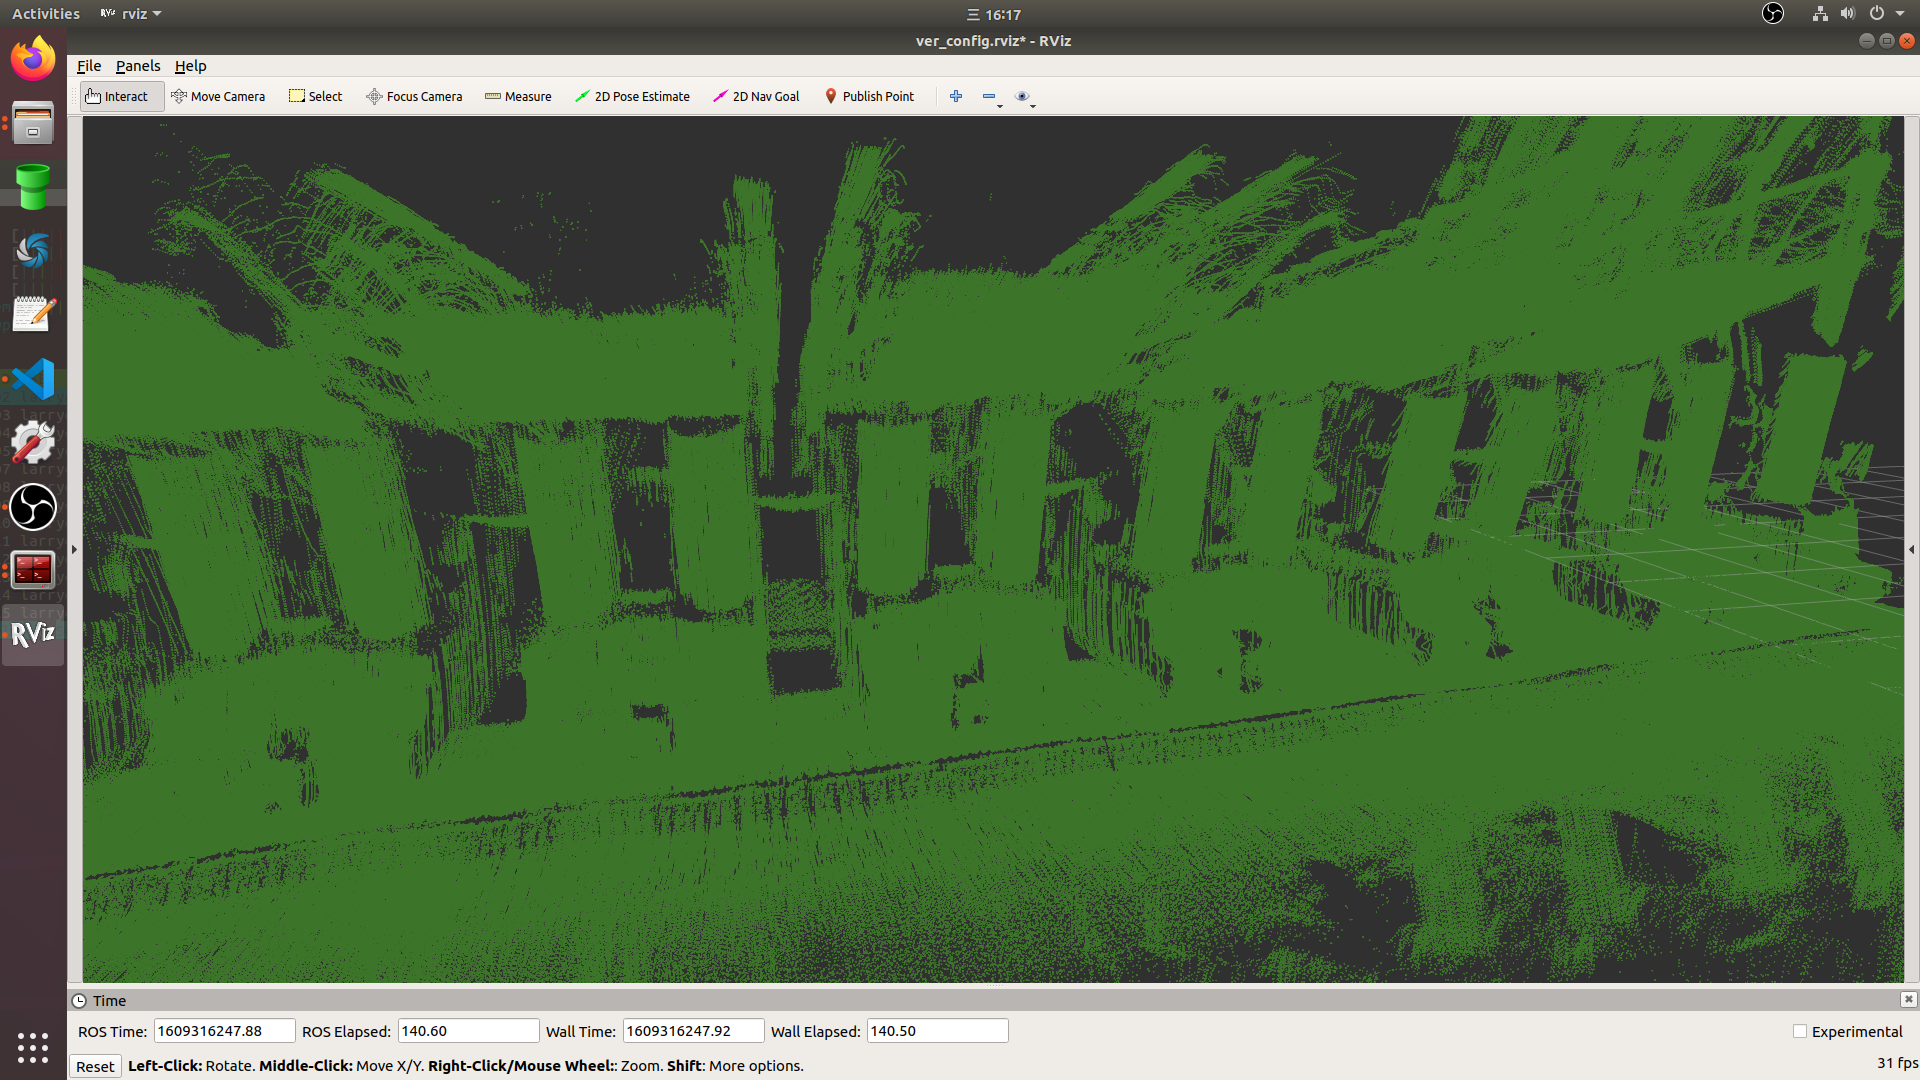 Activities RViz rviz 三 16:17
ver_config.rviz* - RViz
File Panels Help
Interact Move Camera Select Focus Camera Measure 2D Pose Estimate 2D Nav Goal Publish Point
RViz
Time
ROS Time: 1609316247.88 ROS Elapsed: 140.60 Wall Time: 1609316247.92 Wall Elapsed: 140.50 Experimental
Reset Left-Click: Rotate. Middle-Click: Move X/Y. Right-Click/Mouse Wheel:: Zoom. Shift: More options. 31 fps